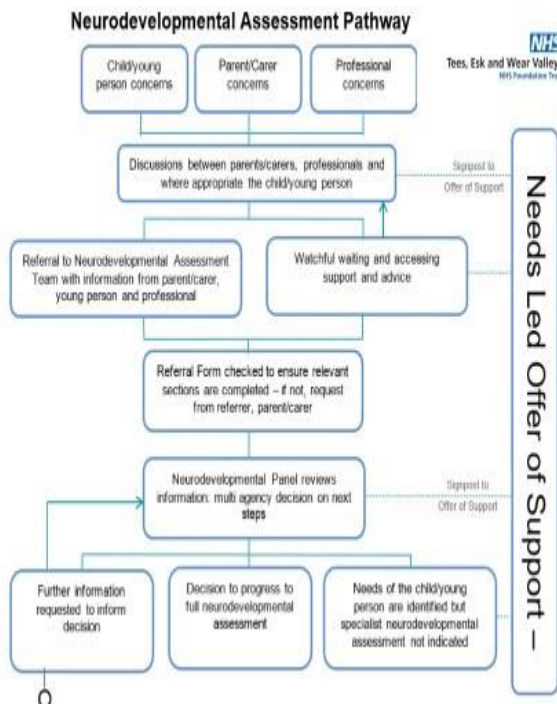 Neurodevelopmental Assessment Pathway
NHS
Tees, Esk and Wear Valley
NHS Foundation Tru
Child/young
person concerns
Parent/Carer
concerns
Professional
concerns
Discussions between parents/carers, professionals and
where appropriate the child/young person
Signpost to
Offer of Support
Referral to Neurodevelopmental Assessment
Team with information from parent/carer,
young person and professional
Watchful waiting and accessing
support and advice
Referral Form checked to ensure relevant
sections are completed – if not, request
from referrer, parent/carer
Neurodevelopmental Panel reviews
information: multi agency decision on next
steps
Signpost to
Offer of Support
Further information
requested to inform
decision
Decision to progress to
full neurodevelopmental
assessment
Needs of the child/young
person are identified but
specialist neurodevelopmental
assessment not indicated
Needs Led Offer of Support –